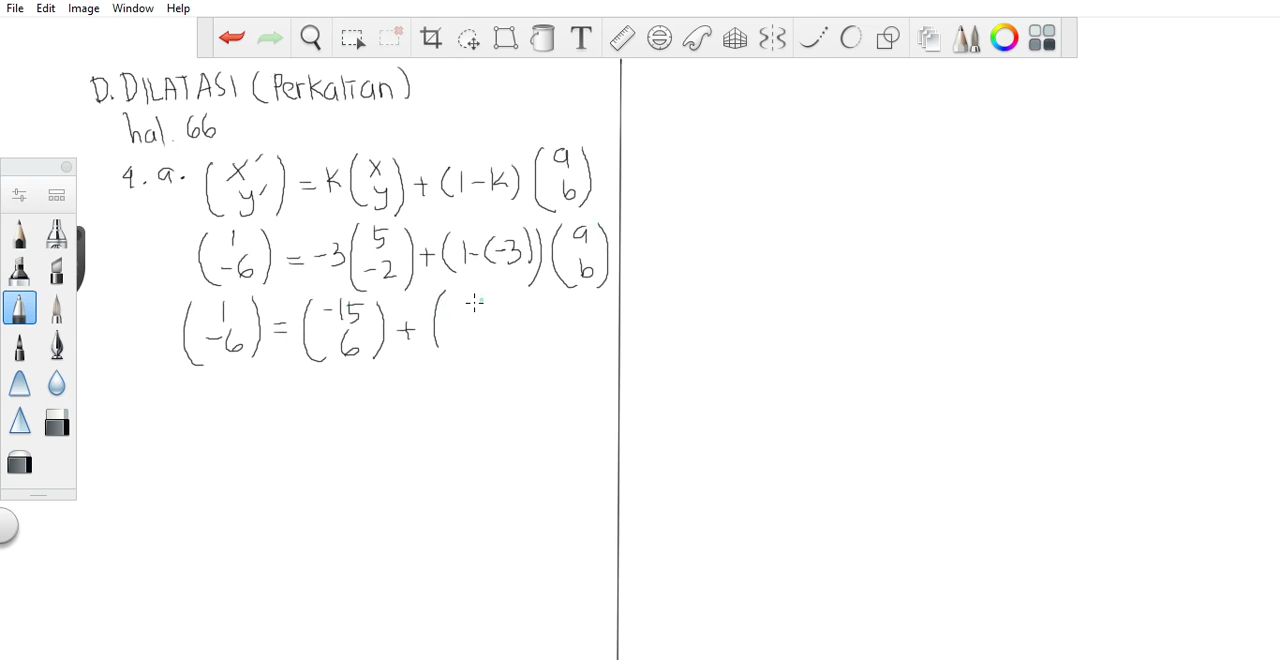 File Edit Image Window Help
T
D. DILATASI (Perkalian)
hal. 66
4. a. (x′ y′) = k (x y) + (1-k) (a b)
(1 -6) = -3 (5 -2) + (1-(-3)) (a b)
(1 -6) = (-15 6) + (